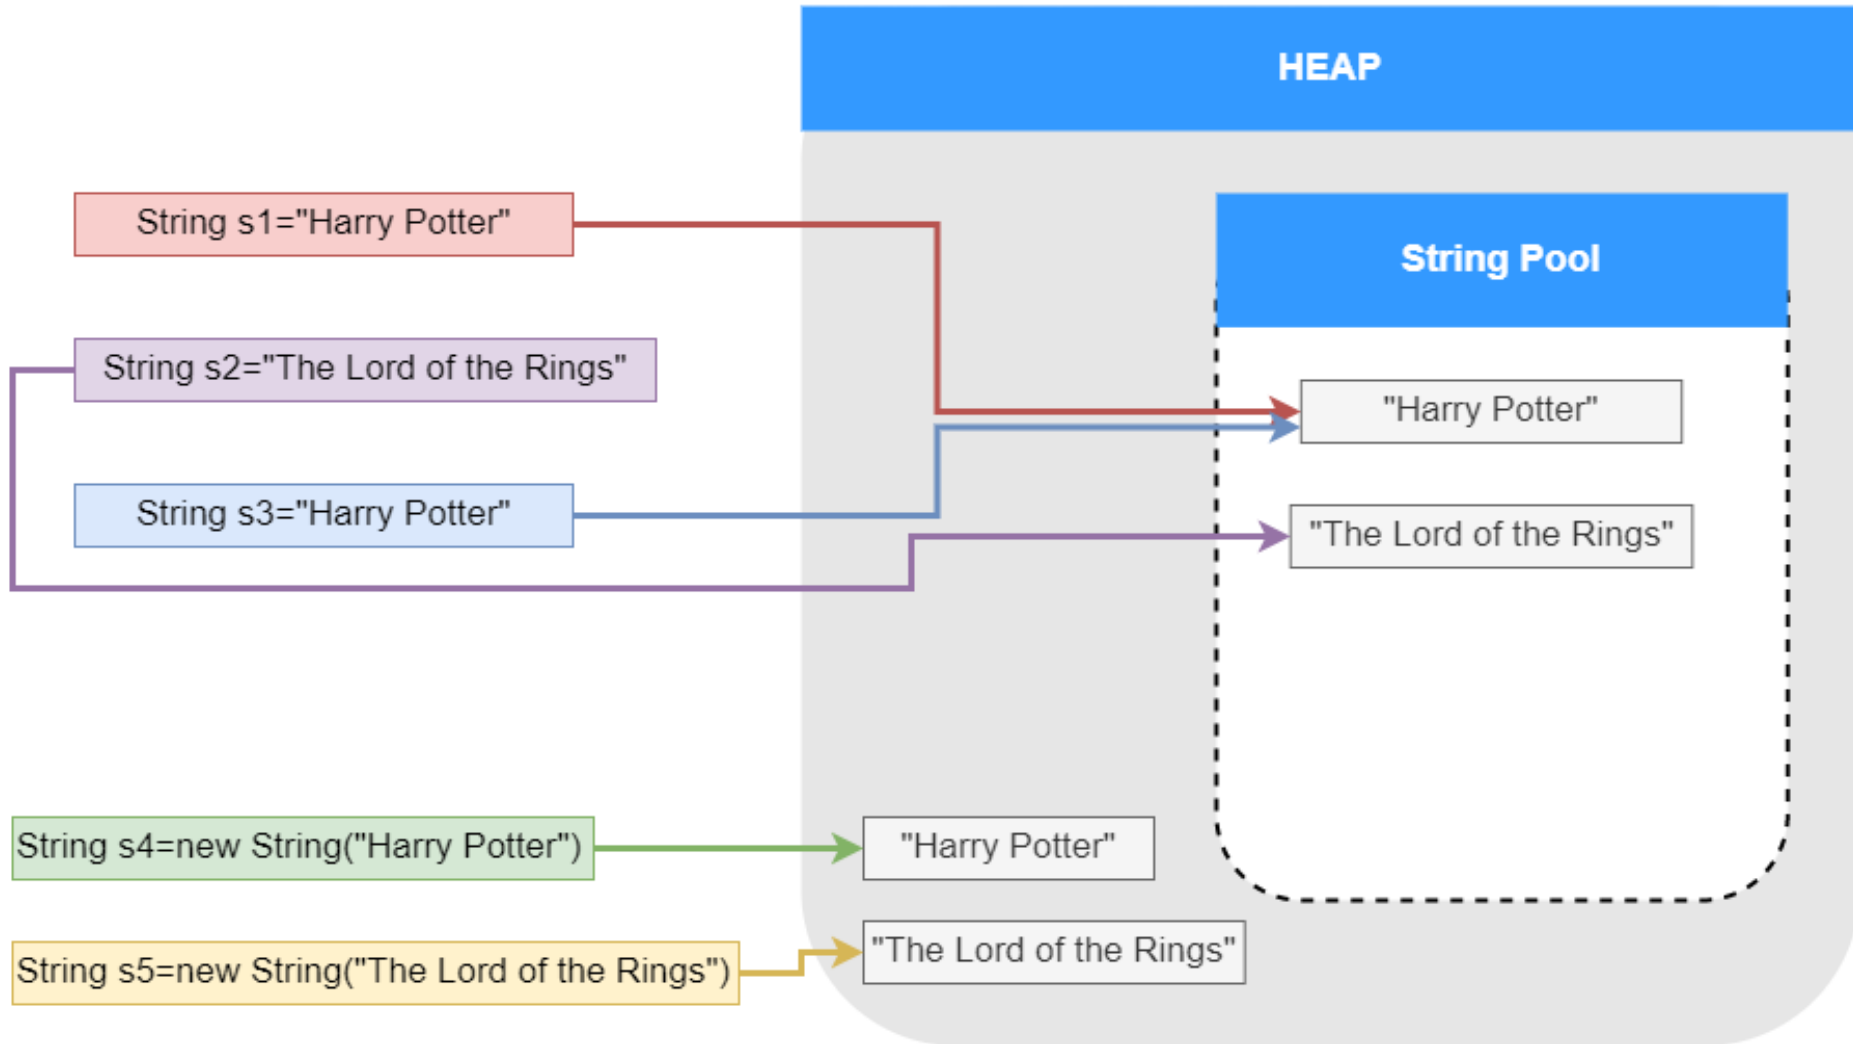 HEAP
String s1="Harry Potter"
String Pool
String s2="The Lord of the Rings"
"Harry Potter"
String s3="Harry Potter"
"The Lord of the Rings"
String s4=new String("Harry Potter")
"Harry Potter"
String s5=new String("The Lord of the Rings")
"The Lord of the Rings"